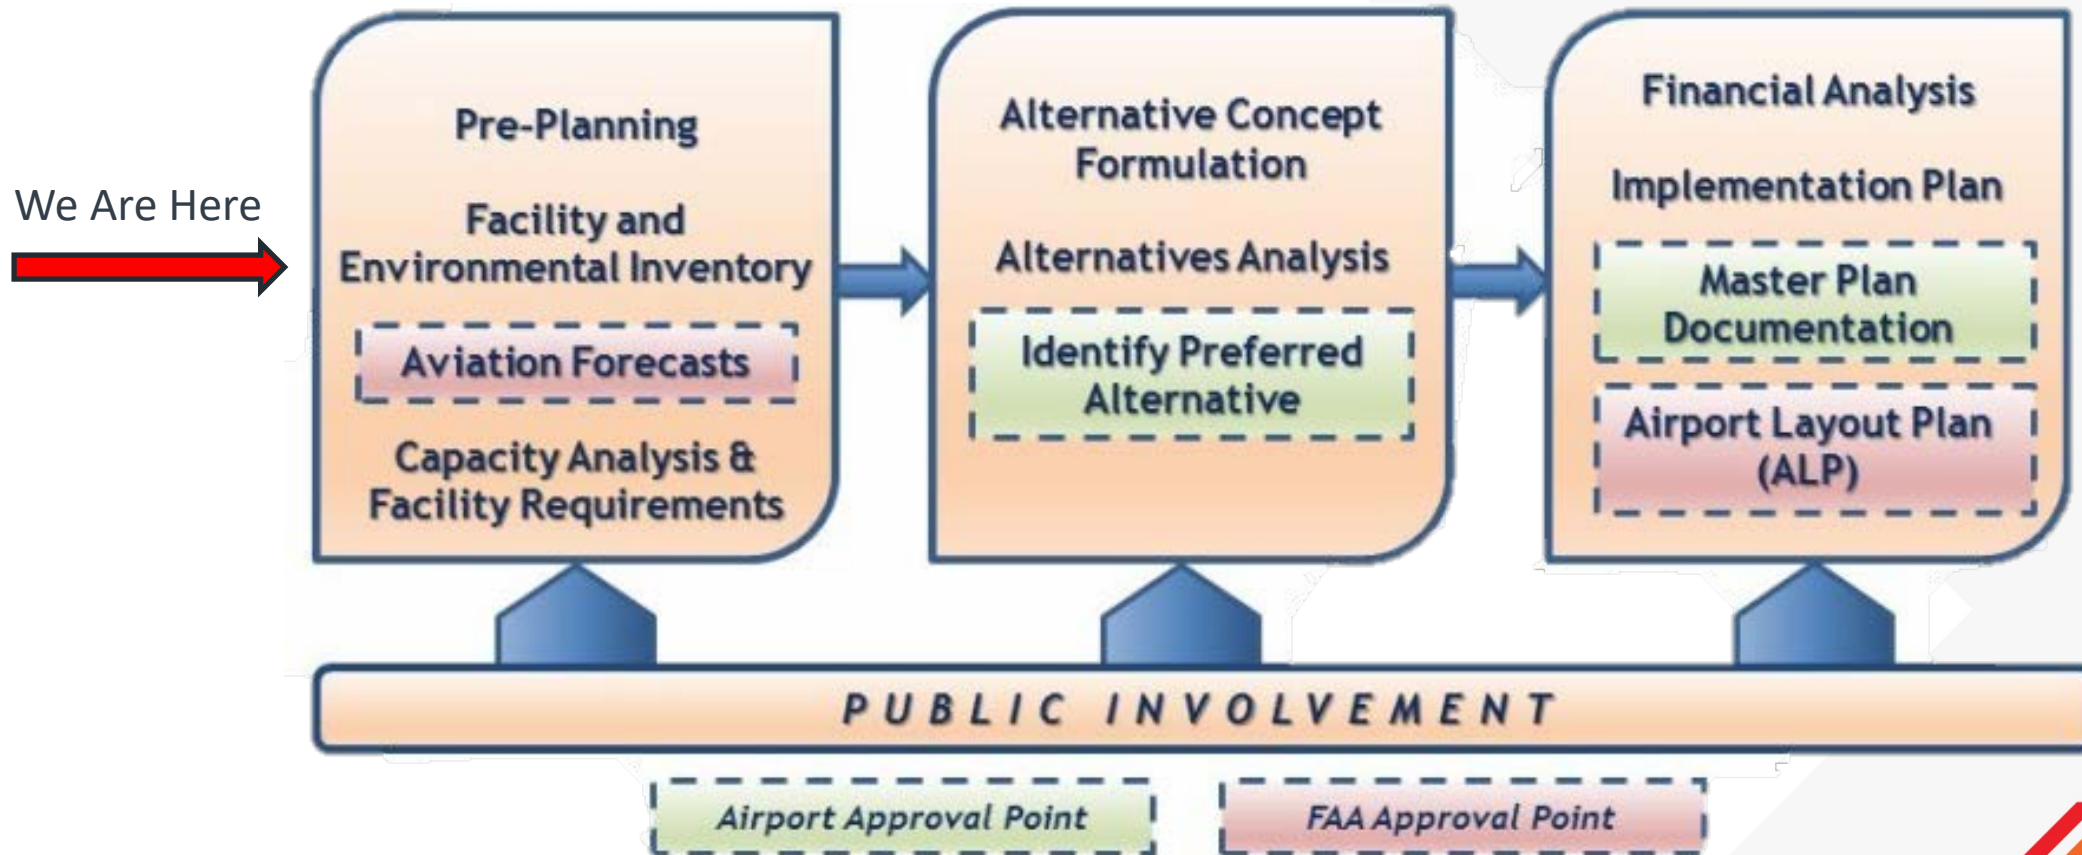 We Are Here
Pre-Planning
Facility and
Environmental Inventory
Aviation Forecasts
Capacity Analysis &
Facility Requirements
Alternative Concept
Formulation
Alternatives Analysis
Identify Preferred
Alternative
Financial Analysis
Implementation Plan
Master Plan
Documentation
Airport Layout Plan
(ALP)
PUBLIC INVOLVEMENT
Airport Approval Point
FAA Approval Point